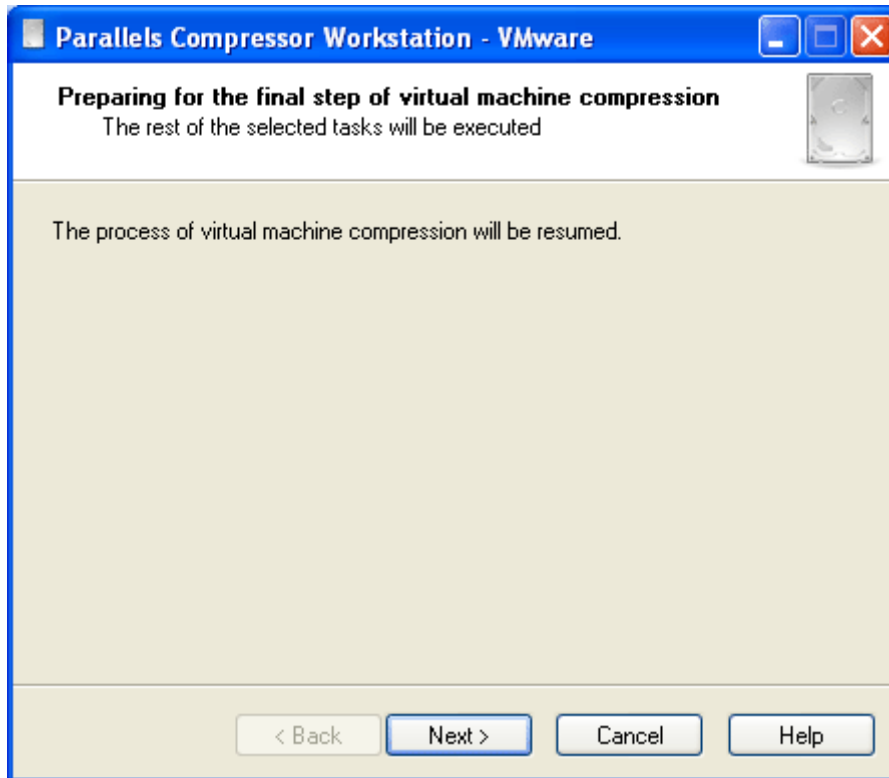 Parallels Compressor Workstation - VMware
Preparing for the final step of virtual machine compression
The rest of the selected tasks will be executed
The process of virtual machine compression will be resumed.
< Back Next > Cancel Help